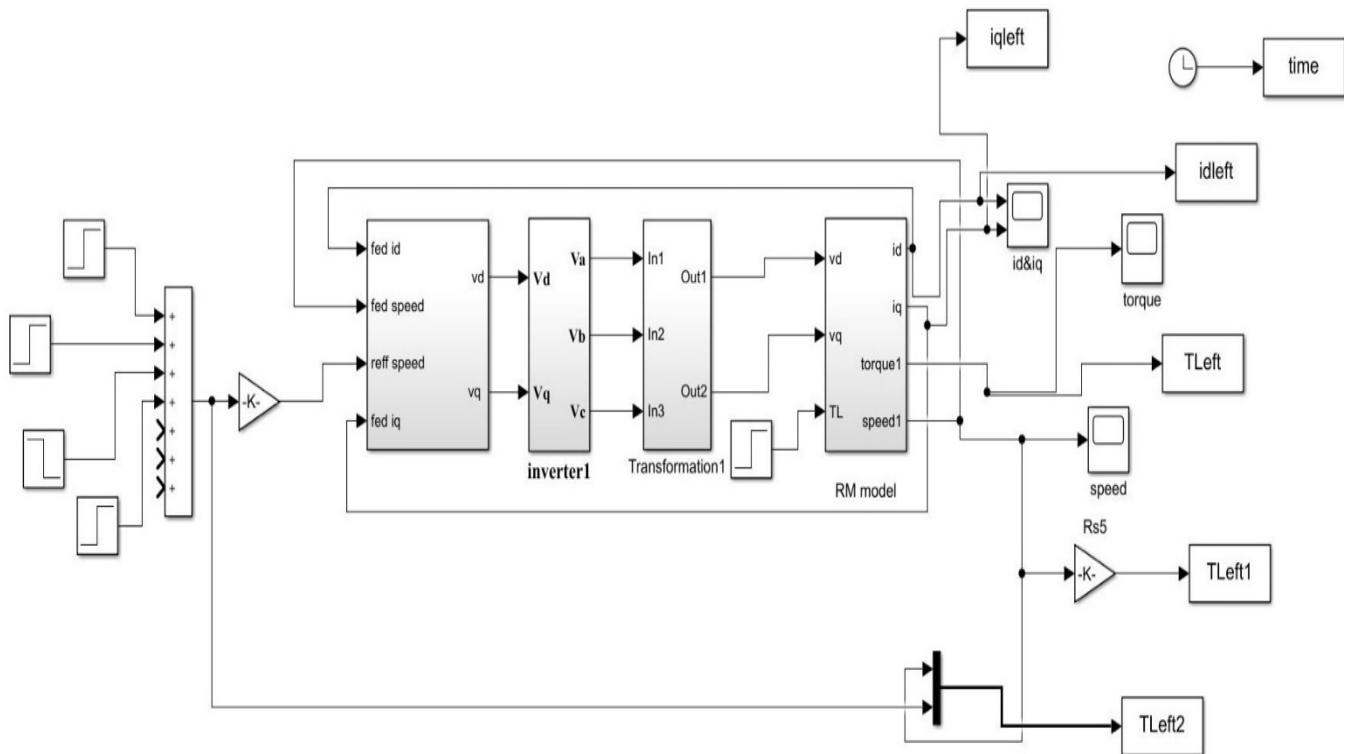 iqleft
time
idleft
id&iq
torque
TLeft
speed
Rs5
-K-
TLeft1
TLeft2
+
+
+
+
+
+
+
-K-
fed id
fed speed
reff speed
fed iq
vd
vq
Vd
Vq
Va
Vb
Vc
inverter1
In1
In2
In3
Out1
Out2
Transformation1
vd
vq
TL
id
iq
torque1
speed1
RM model